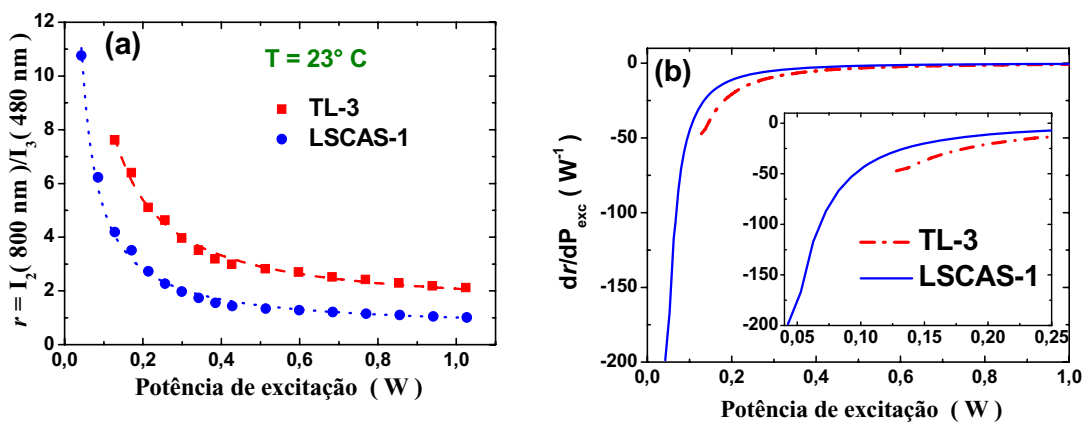 (a)
T = 23° C
TL-3
LSCAS-1
r = I2( 800 nm )/I3( 480 nm )
12
10
8
6
4
2
0
0,0 0,2 0,4 0,6 0,8 1,0
Potência de excitação ( W )
(b)
dr/dPexc ( W-1 )
0
-50
-100
-150
-200
0,0 0,2 0,4 0,6 0,8 1,0
Potência de excitação ( W )
0
-50
-100
-150
-200
0,05 0,10 0,15 0,20 0,25
TL-3
LSCAS-1